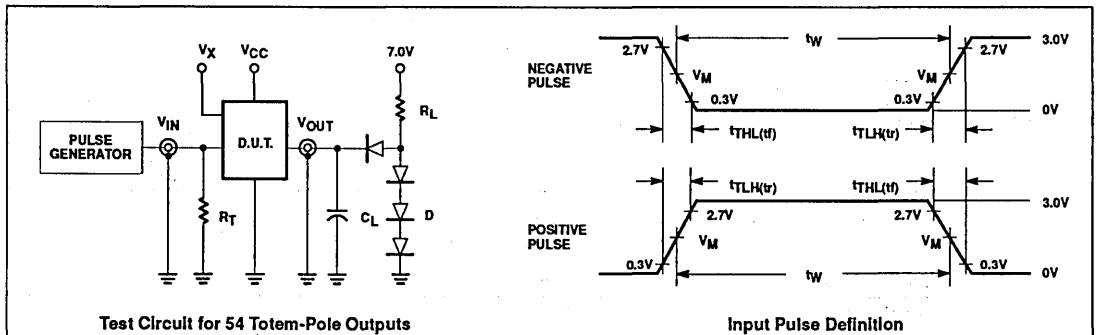 VX
VCC
7.0V
RL
VIN
VOUT
PULSE
GENERATOR
D.U.T.
RT
CL
D
Test Circuit for 54 Totem-Pole Outputs
NEGATIVE
PULSE
2.7V
tW
2.7V
3.0V
VM
VM
0.3V
0.3V
0V
tTHL(tf)
tTLH(tr)
tTLH(tr)
tTHL(tf)
POSITIVE
PULSE
2.7V
2.7V
3.0V
VM
VM
0.3V
tW
0.3V
0V
Input Pulse Definition